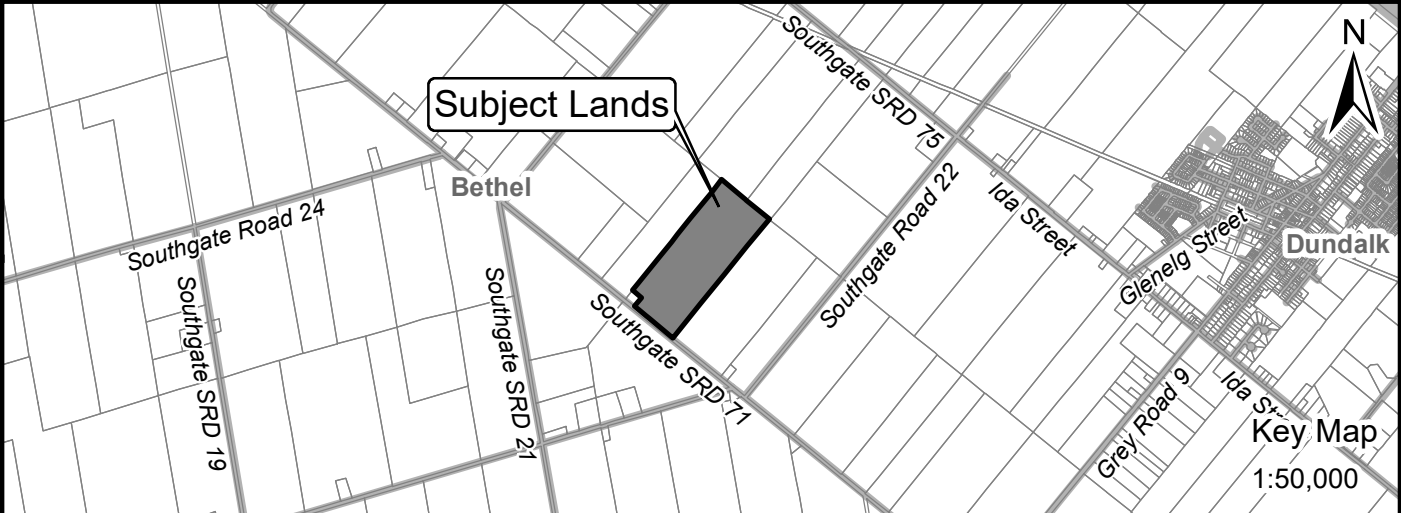 Southgate SRD 75
N
Subject Lands
Bethel
Southgate Road 24
Southgate Road 22
Ida Street
Glenelg Street
Dundalk
Southgate SRD 19
Southgate SRD 21
Southgate SRD 71
Grey Road 9
Ida
Key Map
1:50,000